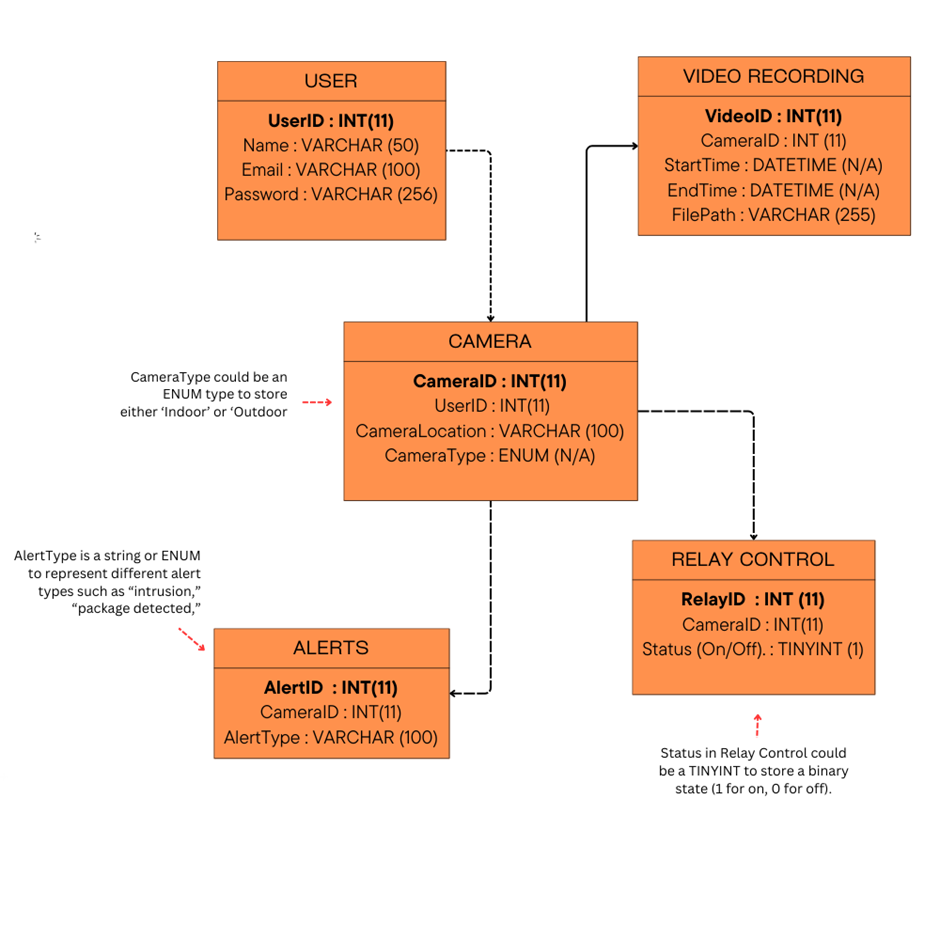 USER
UserID : INT(11)
Name : VARCHAR (50)
Email : VARCHAR (100)
Password : VARCHAR (256)
VIDEO RECORDING
VideoID : INT(11)
CameraID : INT (11)
StartTime : DATETIME (N/A)
EndTime : DATETIME (N/A)
FilePath : VARCHAR (255)
CAMERA
CameraID : INT(11)
UserID : INT(11)
CameraLocation : VARCHAR (100)
CameraType : ENUM (N/A)
CameraType could be an
ENUM type to store
either ‘Indoor’ or ‘Outdoor
AlertType is a string or ENUM
to represent different alert
types such as “intrusion,”
“package detected,”
ALERTS
AlertID : INT(11)
CameraID : INT(11)
AlertType : VARCHAR (100)
RELAY CONTROL
RelayID : INT (11)
CameraID : INT(11)
Status (On/Off). : TINYINT (1)
Status in Relay Control could
be a TINYINT to store a binary
state (1 for on, 0 for off).